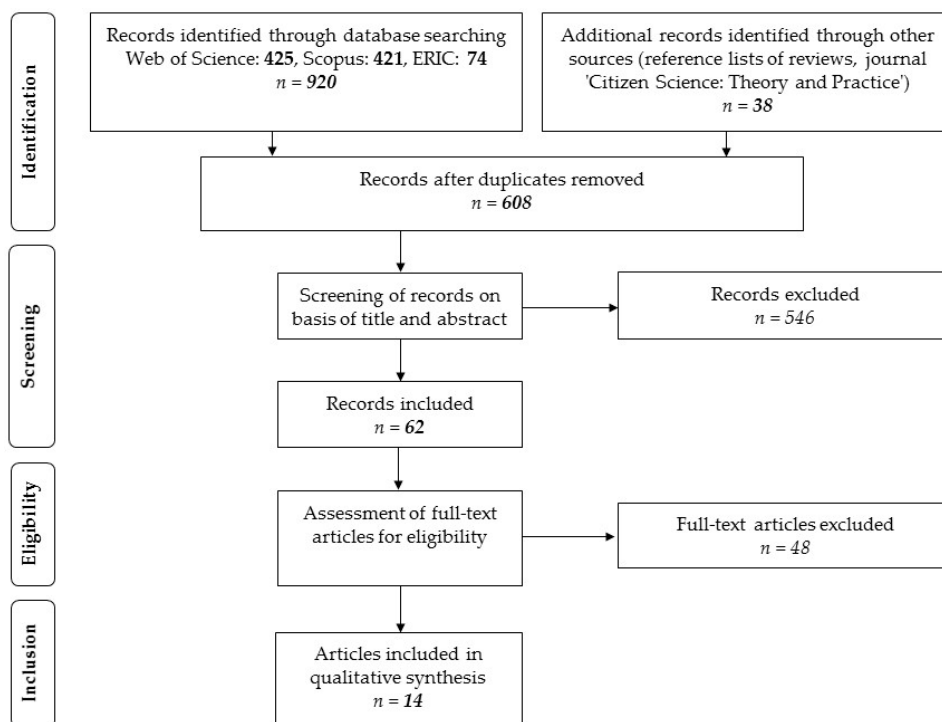 Identification
Records identified through database searching
Web of Science: 425, Scopus: 421, ERIC: 74
n = 920
Additional records identified through other
sources (reference lists of reviews, journal
'Citizen Science: Theory and Practice')
n = 38
Records after duplicates removed
n = 608
Screening
Screening of records on
basis of title and abstract
Records excluded
n = 546
Records included
n = 62
Eligibility
Assessment of full-text
articles for eligibility
Full-text articles excluded
n = 48
Inclusion
Articles included in
qualitative synthesis
n = 14